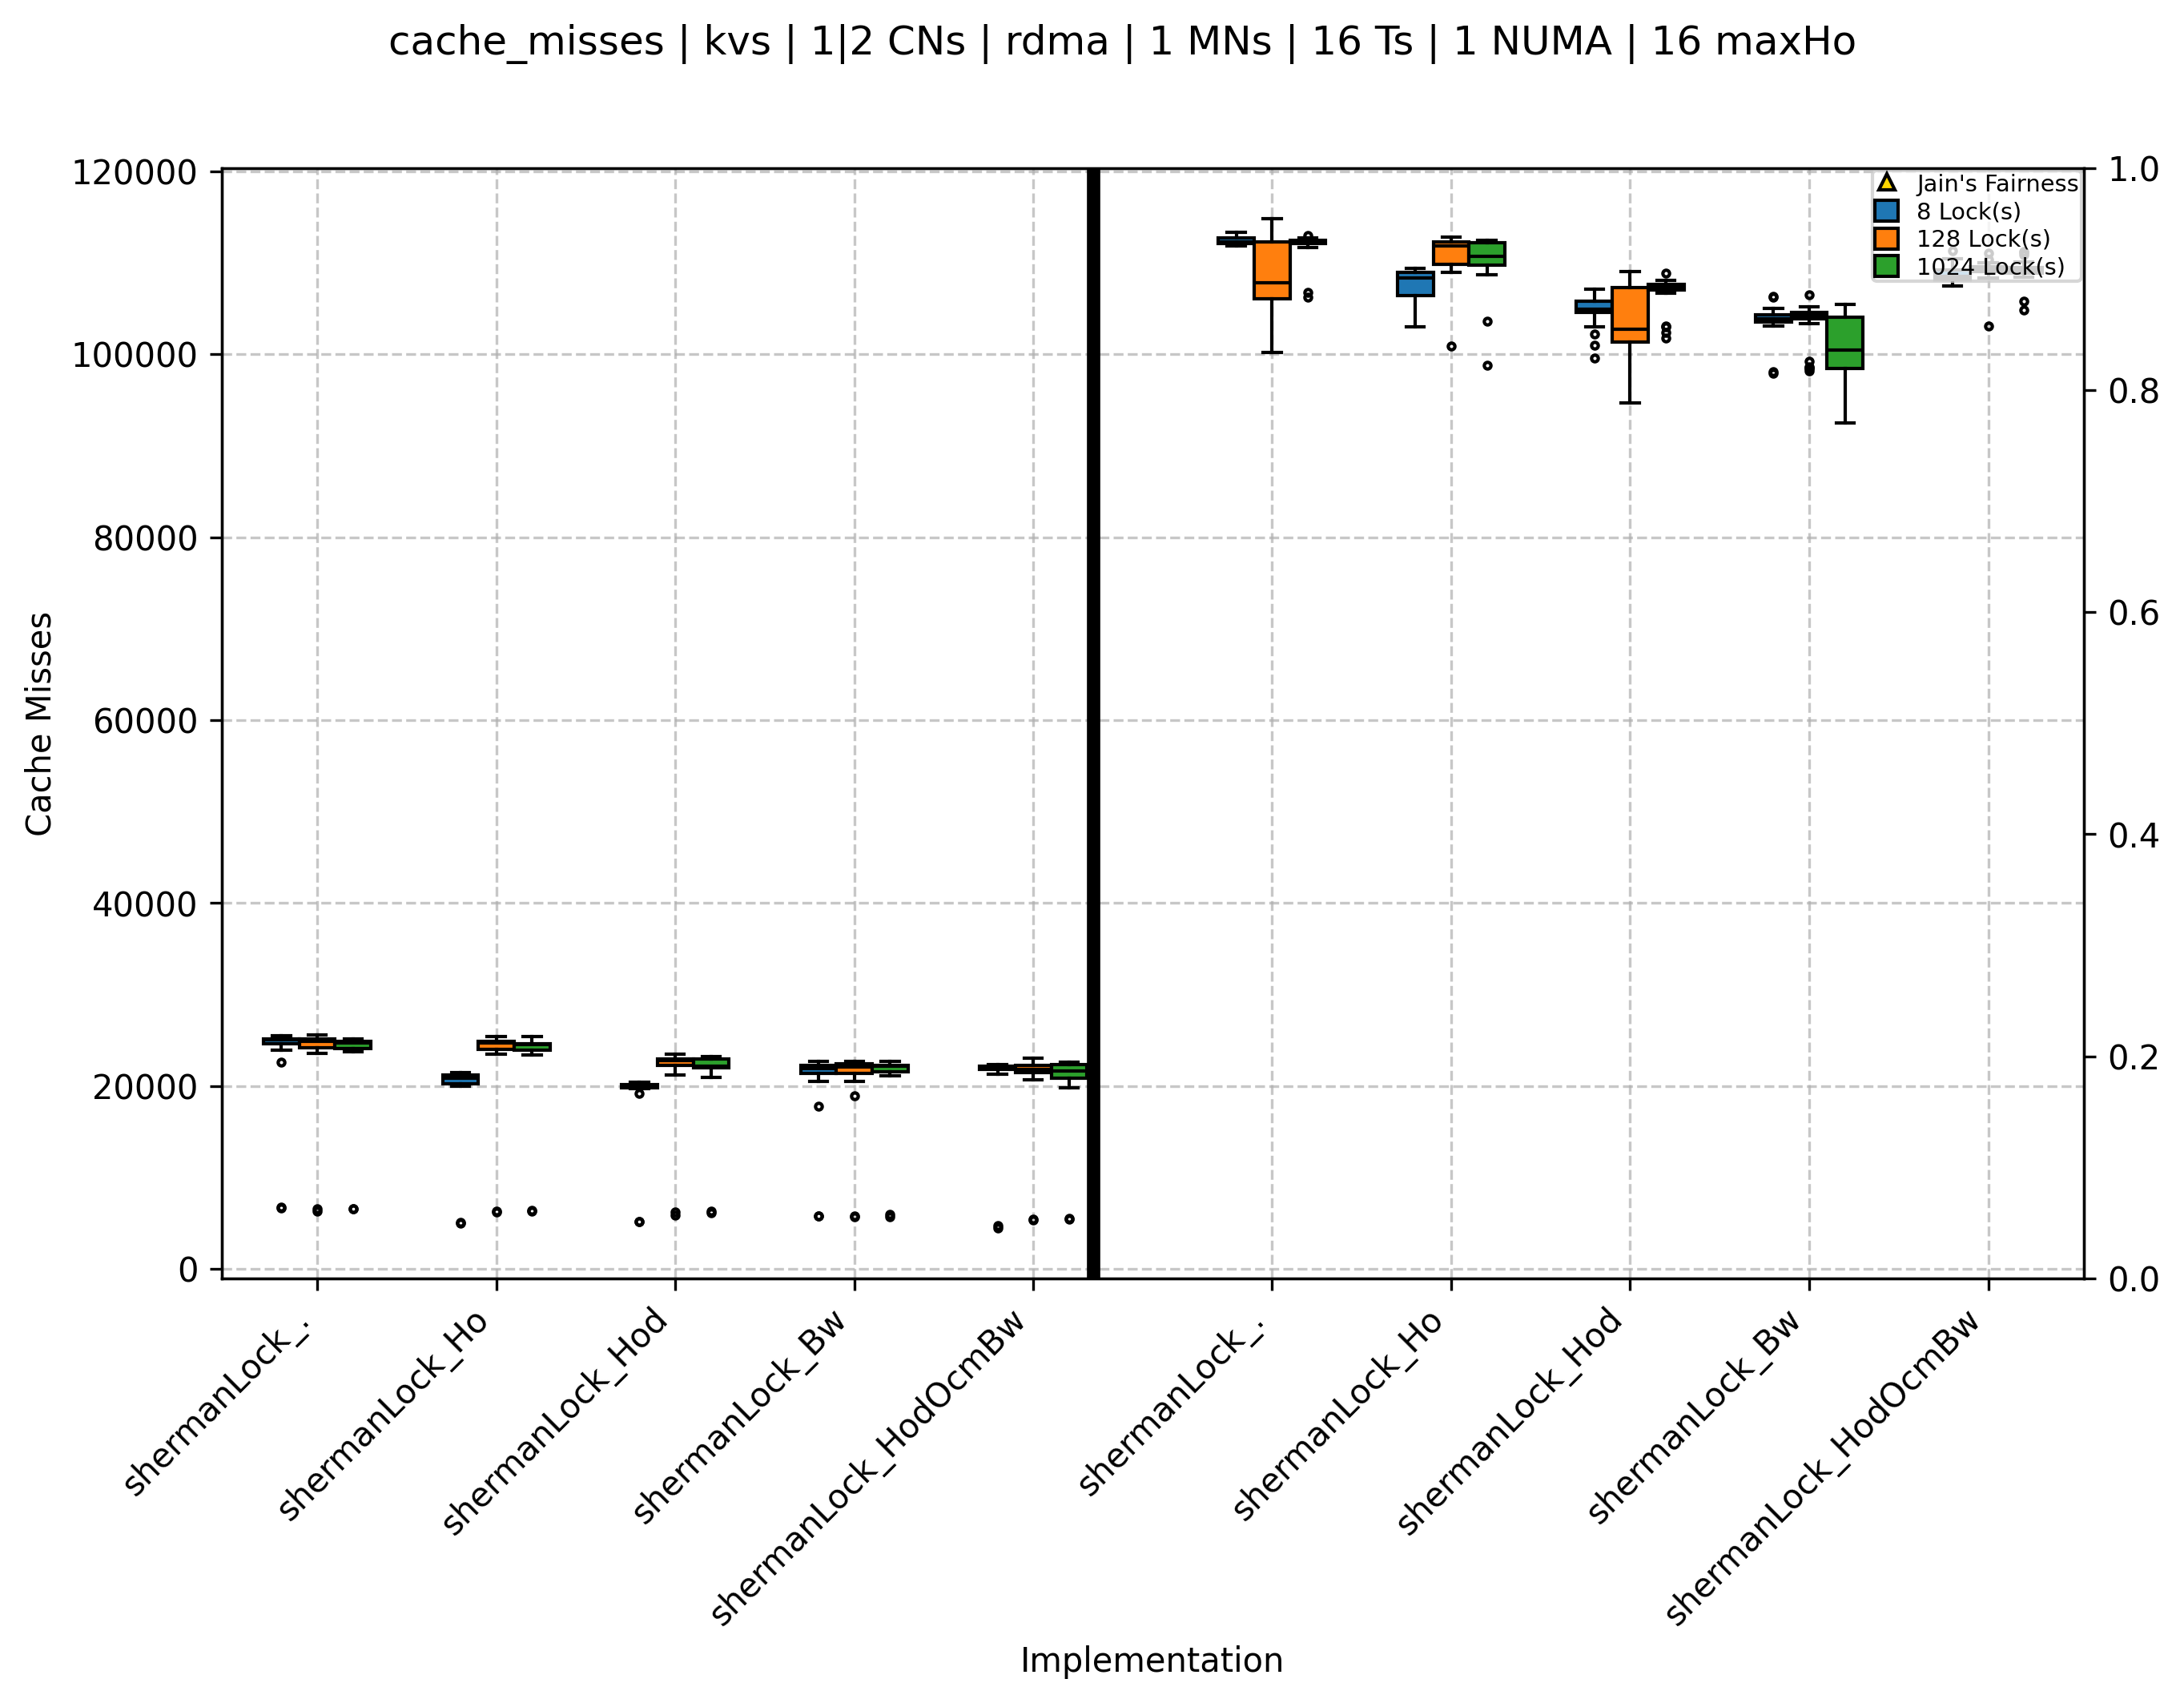 cache_misses | kvs | 1|2 CNs | rdma | 1 MNs | 16 Ts | 1 NUMA | 16 maxHo
120000
100000
80000
60000
40000
20000
0
Cache Misses
1.0
0.8
0.6
0.4
0.2
0.0
Jain's Fairness
8 Lock(s)
128 Lock(s)
1024 Lock(s)
shermanLock_.
shermanLock_Ho
shermanLock_Hod
shermanLock_Bw
shermanLock_HodOcmBw
shermanLock_.
shermanLock_Ho
shermanLock_Hod
shermanLock_Bw
shermanLock_HodOcmBw
Implementation